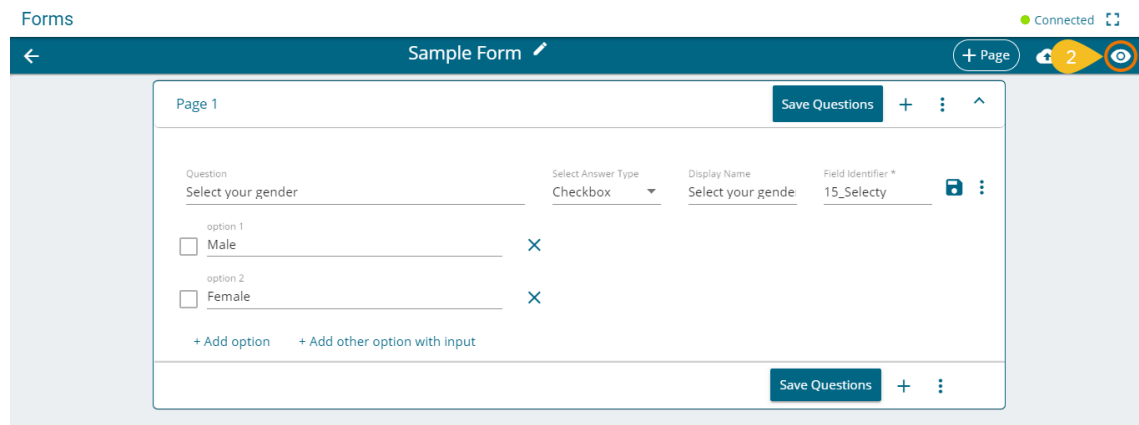 Forms
Connected
Sample Form
+ Page
2
Page 1
Save Questions
Question
Select Answer Type
Display Name
Field Identifier *
Select your gender
Checkbox
Select your gende
15_Selecty
option 1
Male
option 2
Female
+ Add option
+ Add other option with input
Save Questions